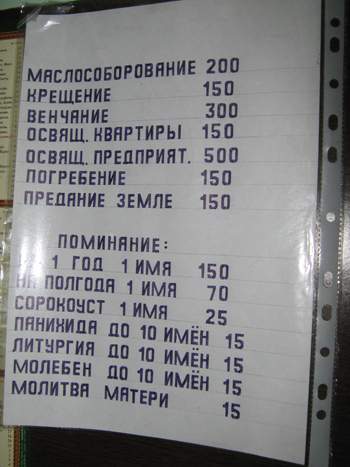 МАСЛОСОБОРОВАНИЕ 200
КРЕЩЕНИЕ 150
ВЕНЧАНИЕ 300
ОСВЯЩ. КВАРТИРЫ 150
ОСВЯЩ. ПРЕДПРИЯТ. 500
ПОГРЕБЕНИЕ 150
ПРЕДАНИЕ ЗЕМЛЕ 150
ПОМИНАНИЕ:
1 ГОД 1 ИМЯ 150
НА ПОЛГОДА 1 ИМЯ 70
СОРОКОУСТ 1 ИМЯ 25
ПАНИХИДА ДО 10 ИМЁН 15
ЛИТУРГИЯ ДО 10 ИМЁН 15
МОЛЕБЕН ДО 10 ИМЁН 15
МОЛИТВА МАТЕРИ 15